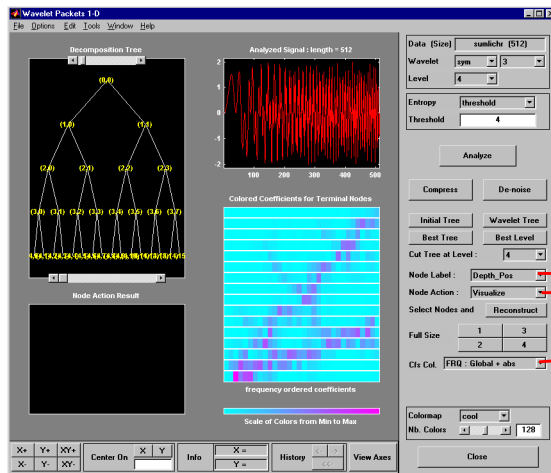 Wavelet Packets 1-D
File Options Edit Tools Window Help
Decomposition Tree
(0,0)
(1,0) (1,1)
(2,0) (2,1) (2,2) (2,3)
(3,0) (3,1) (3,2) (3,3) (3,4) (3,5) (3,6) (3,7)
Node Action Result
Analyzed Signal : length = 512
2
1
0
-1
-2
100 200 300 400 500
Colored Coefficients for Terminal Nodes
frequency ordered coefficients
Scale of Colors from Min to Max
Data (Size) sumlichr (512)
Wavelet sym 3
Level 4
Entropy threshold
Threshold 4
Analyze
Compress De-noise
Initial Tree Wavelet Tree
Best Tree Best Level
Cut Tree at Level : 4
Node Label : Depth_Pos
Node Action : Visualize
Select Nodes and Reconstruct
Full Size 1 3
2 4
Cfs Col. FRQ : Global + abs
Colormap cool
Nb. Colors 128
Close
X+ Y+ XY+
X- Y- XY-
Center On X Y
Info X =
Y =
History <- ->
<<-
View Axes